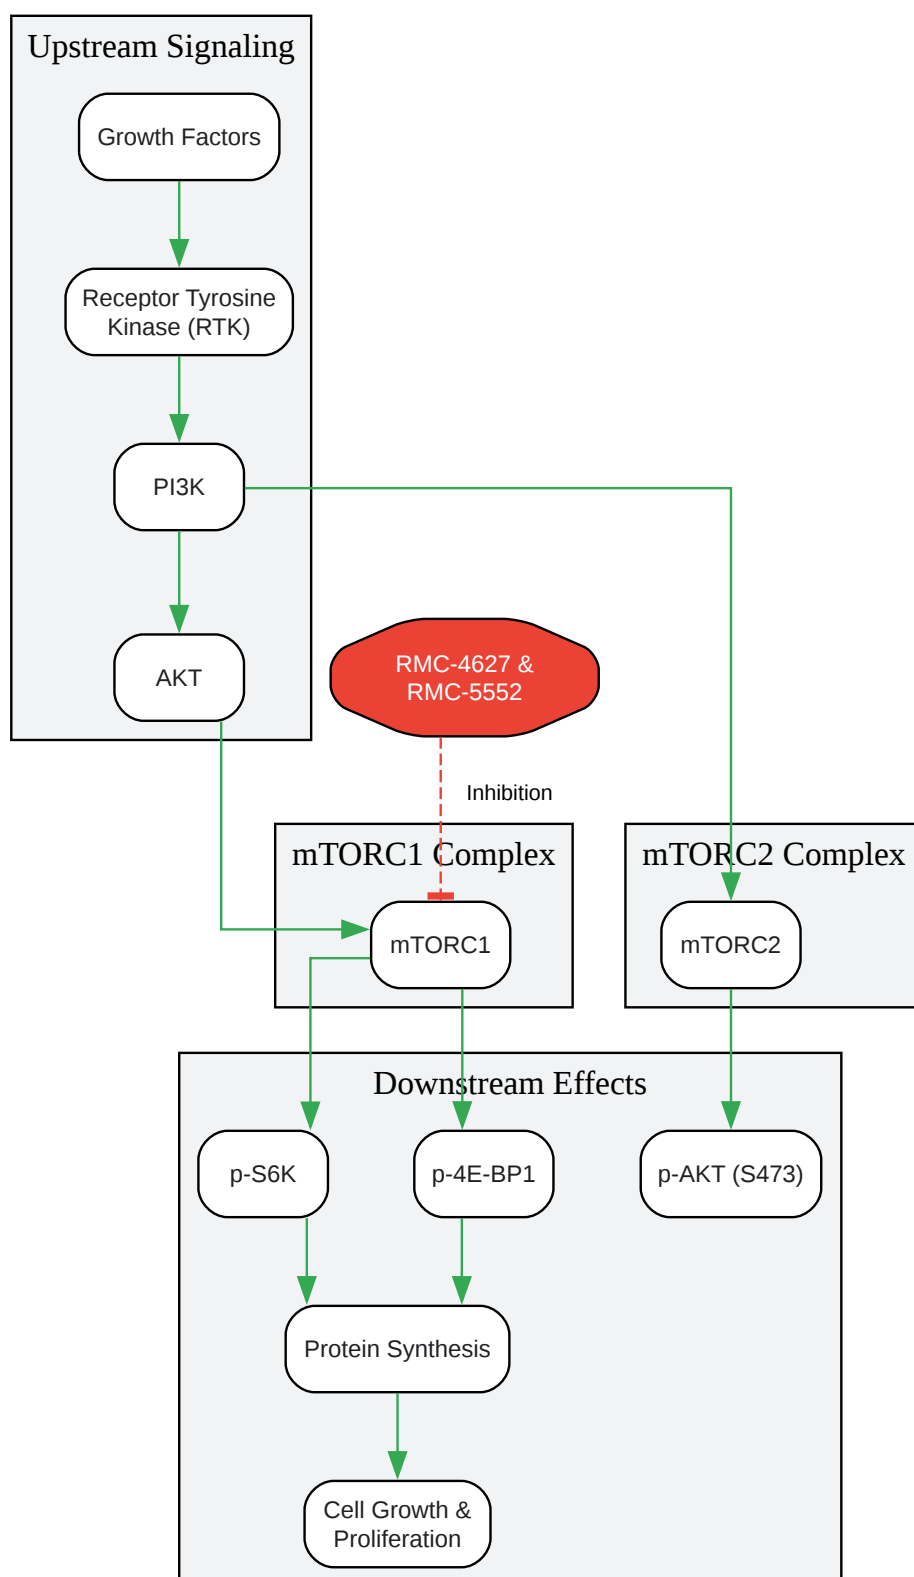 Upstream Signaling
Growth Factors
Receptor Tyrosine
Kinase (RTK)
PI3K
AKT
RMC-4627 &
RMC-5552
Inhibition
mTORC1 Complex
mTORC2 Complex
mTORC1
mTORC2
Downstream Effects
p-S6K
p-4E-BP1
p-AKT (S473)
Protein Synthesis
Cell Growth &
Proliferation